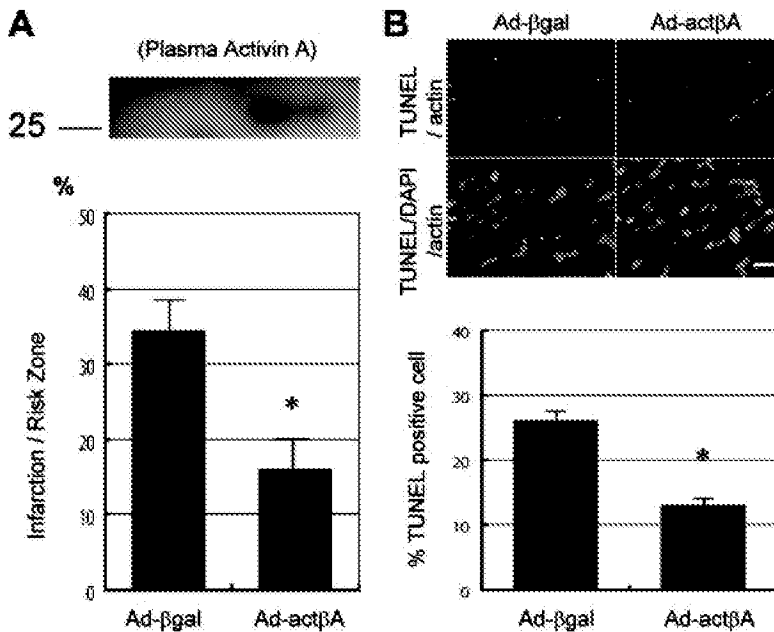 A
(Plasma Activin A)
25
%
50
40
30
20
10
0
Infarction / Risk Zone
*
Ad-βgal
Ad-actβA
B
Ad-βgal
Ad-actβA
TUNEL
/ actin
TUNEL/DAPI
/actin
40
30
20
10
0
% TUNEL positive cell
*
Ad-βgal
Ad-actβA